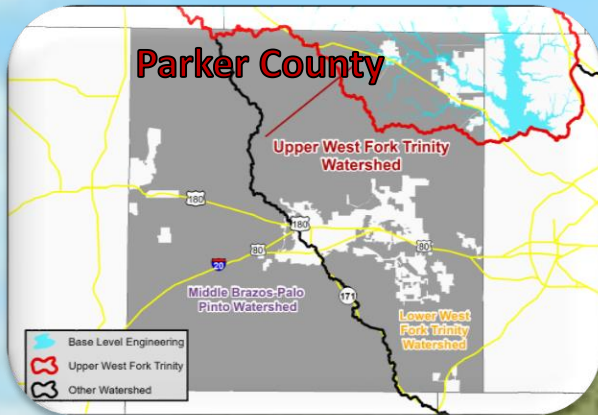 Parker County
Upper West Fork Trinity
Watershed
180
180
80
80
20
Middle Brazos-Palo
Pinto Watershed
171
Lower West
Fork Trinity
Watershed
Base Level Engineering
Upper West Fork Trinity
Other Watershed